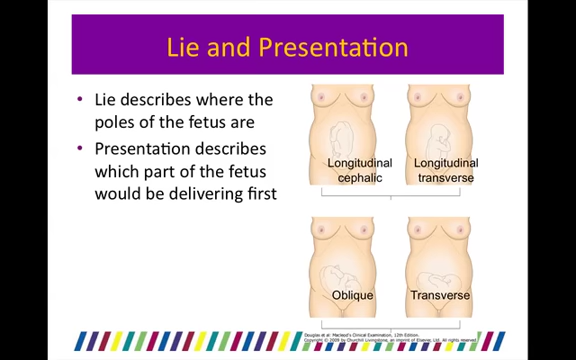 Lie and Presentation
• Lie describes where the
poles of the fetus are
• Presentation describes
which part of the fetus
would be delivering first
Longitudinal
cephalic
Longitudinal
transverse
Oblique
Transverse
Douglas et al: Macleod's Clinical Examination, 12th Edition.
Copyright © 2009 by Churchill Livingstone, an imprint of Elsevier, Ltd. All rights reserved.